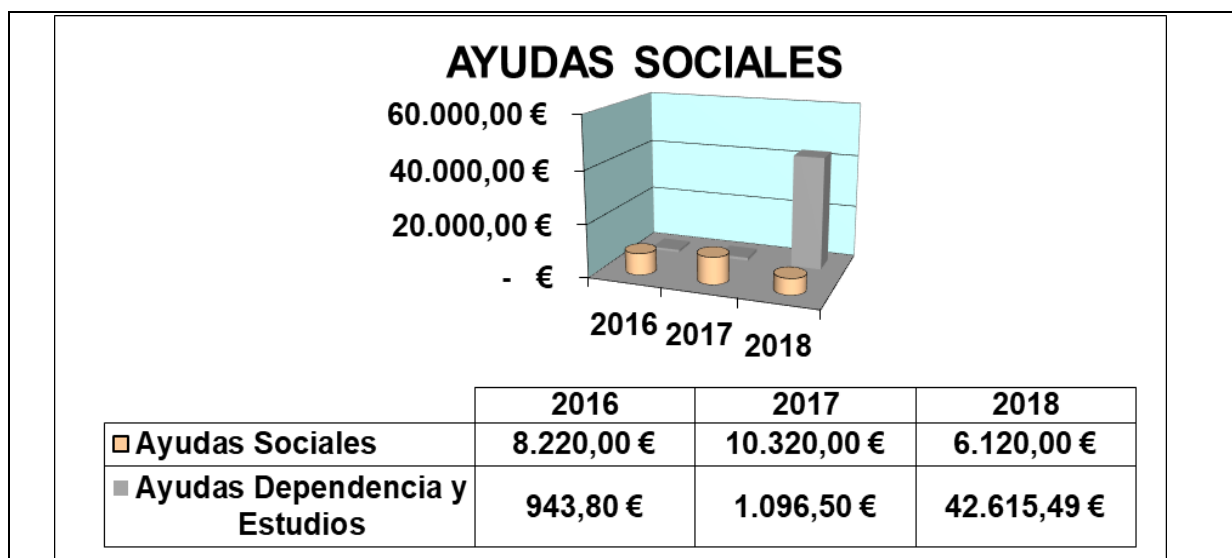 AYUDAS SOCIALES
60.000,00 €
40.000,00 €
20.000,00 €
- €
2016
2017
2018
2016 2017 2018
Ayudas Sociales 8.220,00 € 10.320,00 € 6.120,00 €
Ayudas Dependencia y
Estudios 943,80 € 1.096,50 € 42.615,49 €